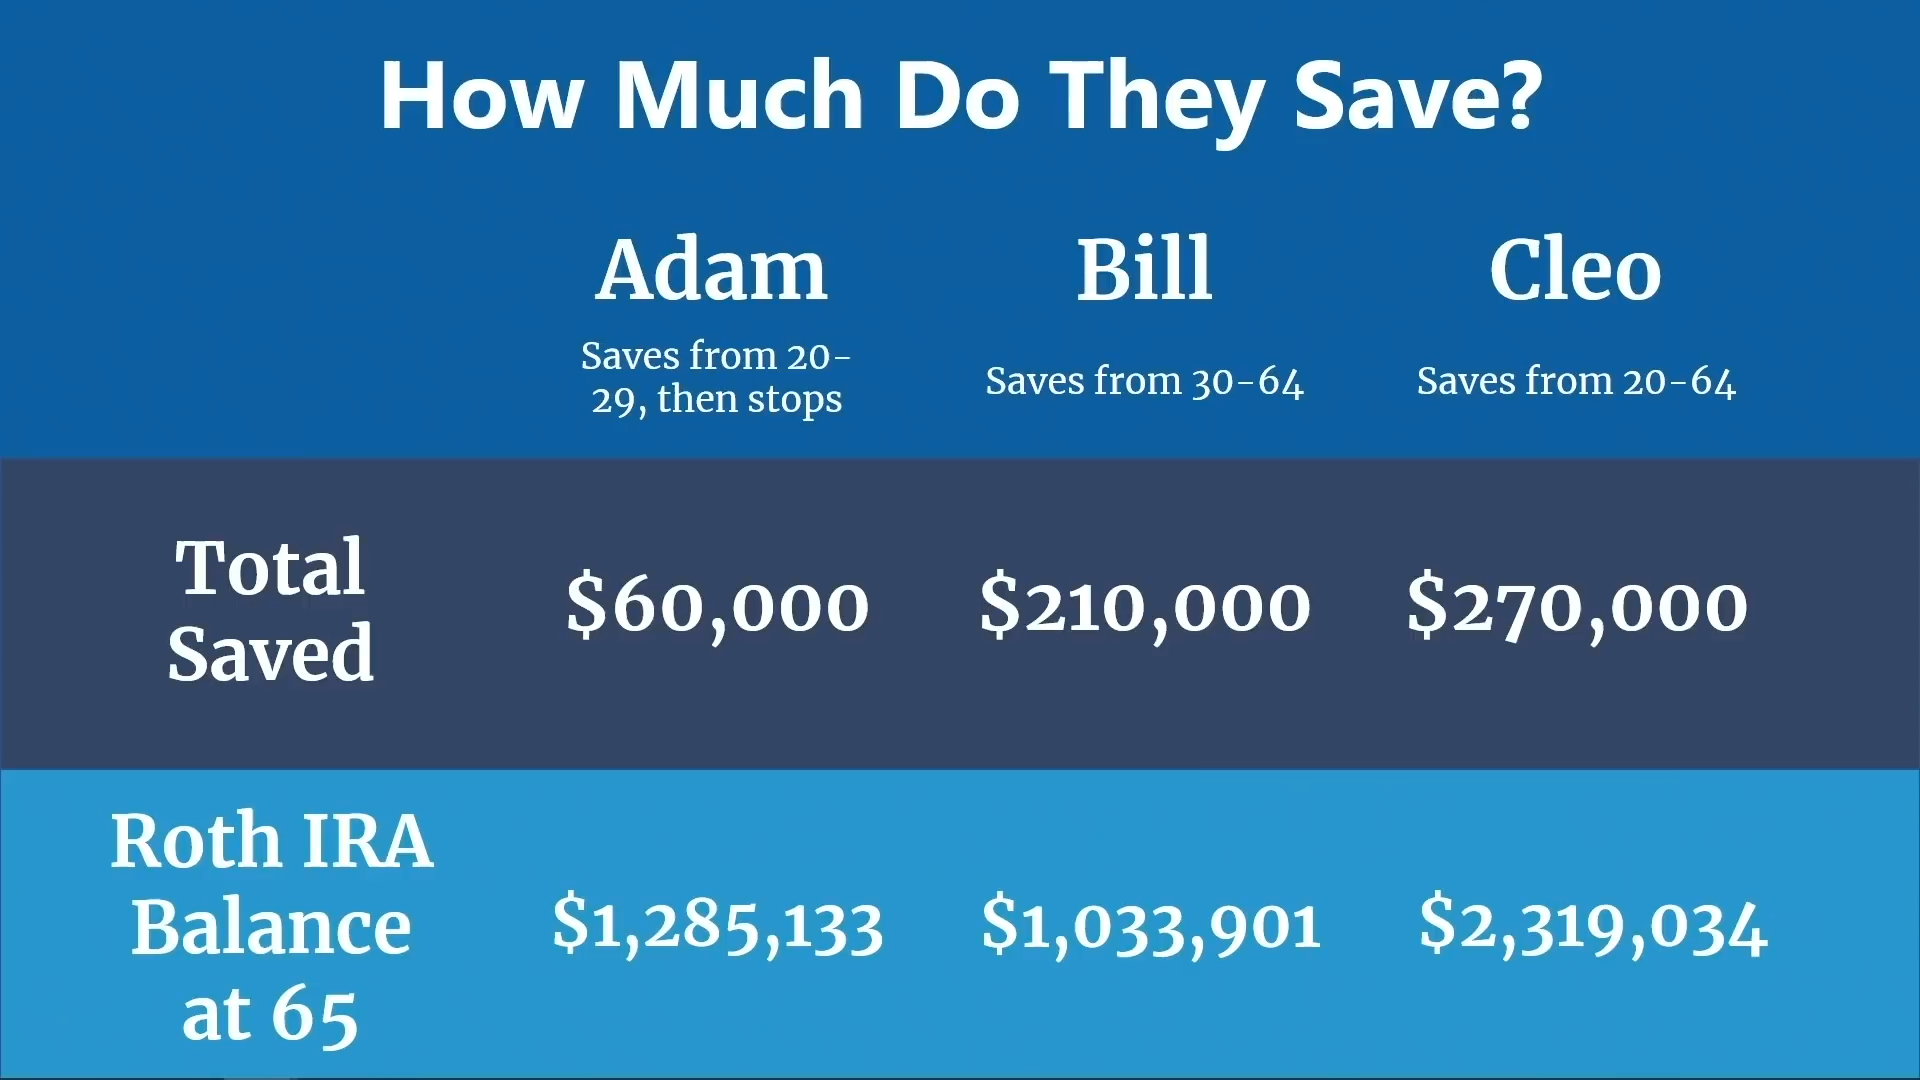 How Much Do They Save?
Adam
Bill
Cleo
Saves from 20-
29, then stops
Saves from 30-64
Saves from 20-64
Total
Saved
$60,000
$210,000
$270,000
Roth IRA
Balance
at 65
$1,285,133
$1,033,901
$2,319,034